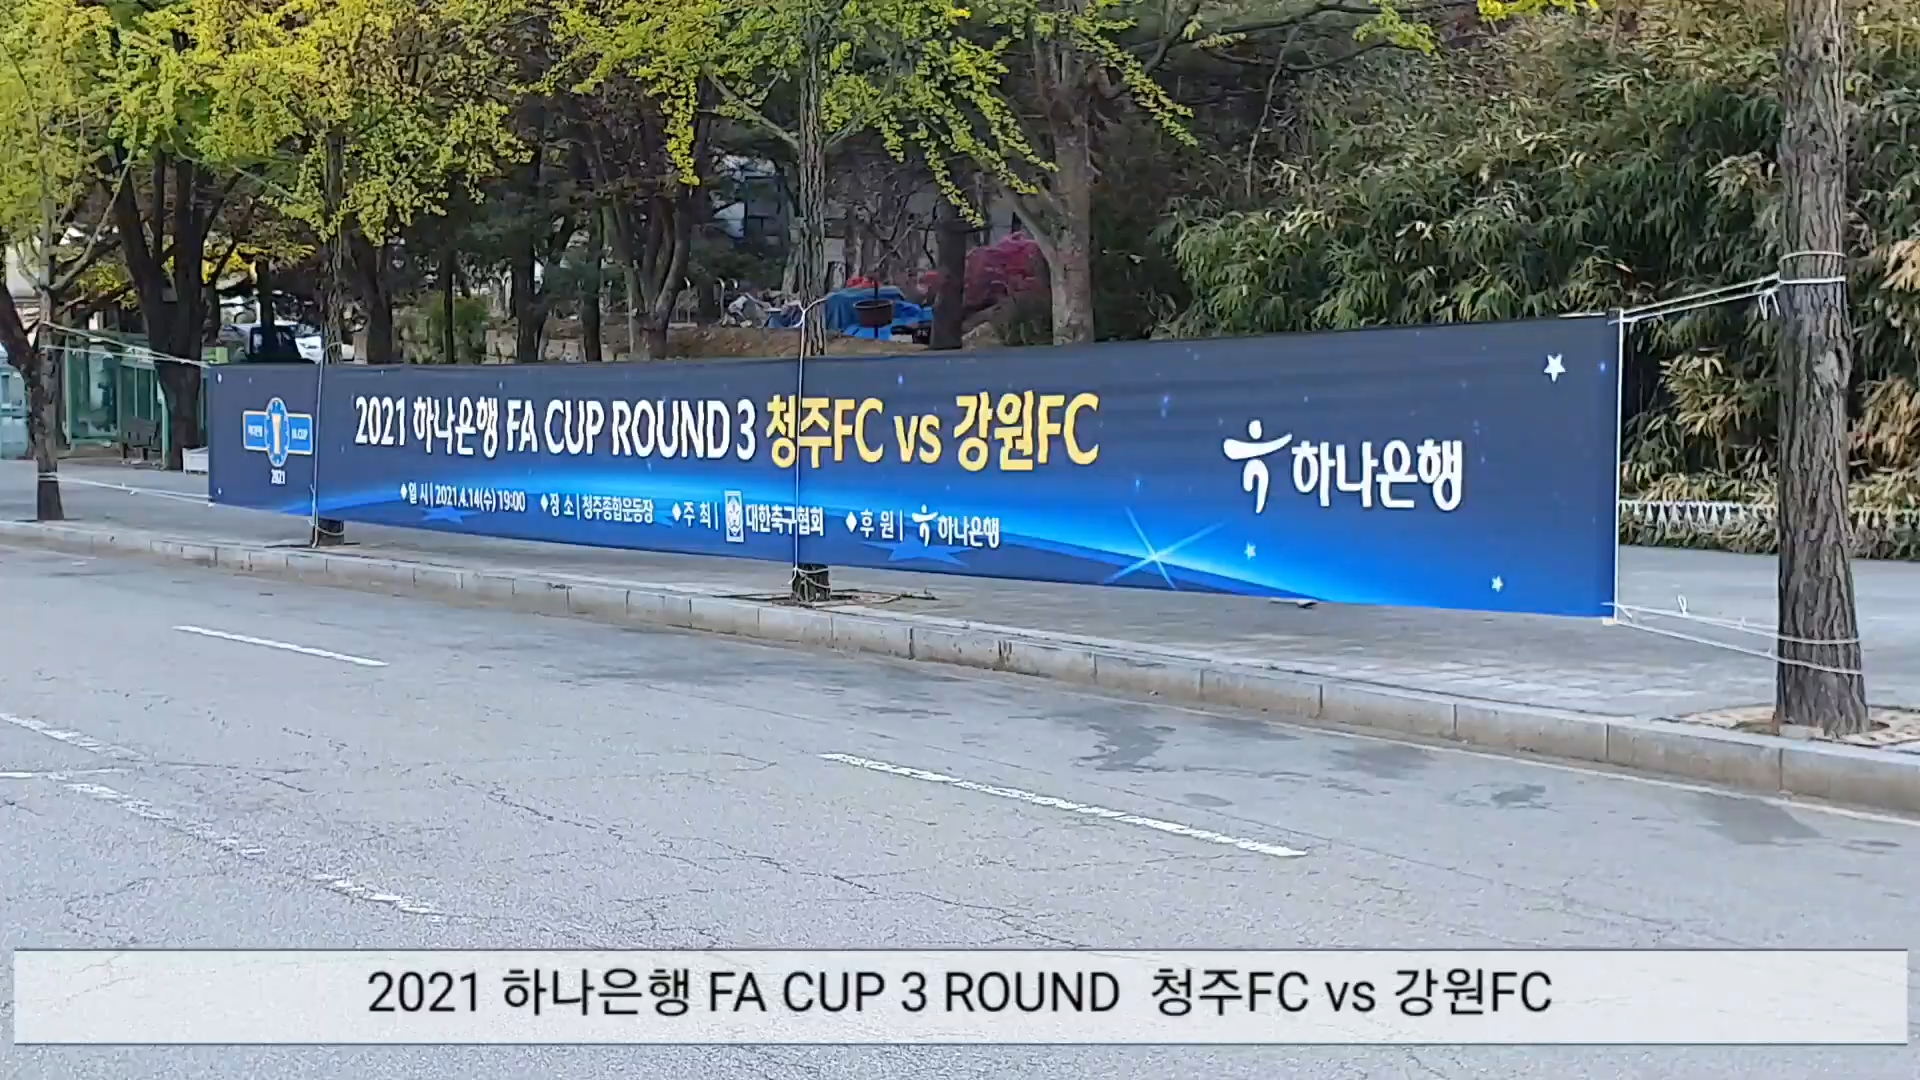 2021 하나은행 FA CUP ROUND 3 청주FC vs 강원FC
FA CUP
2021
◆일 시 | 2021.4.14(수) 19:00 ◆장 소 | 청주종합운동장 ◆주 최 | 대한축구협회 ◆후 원 | 하나은행
하나은행
2021 하나은행 FA CUP 3 ROUND 청주FC vs 강원FC